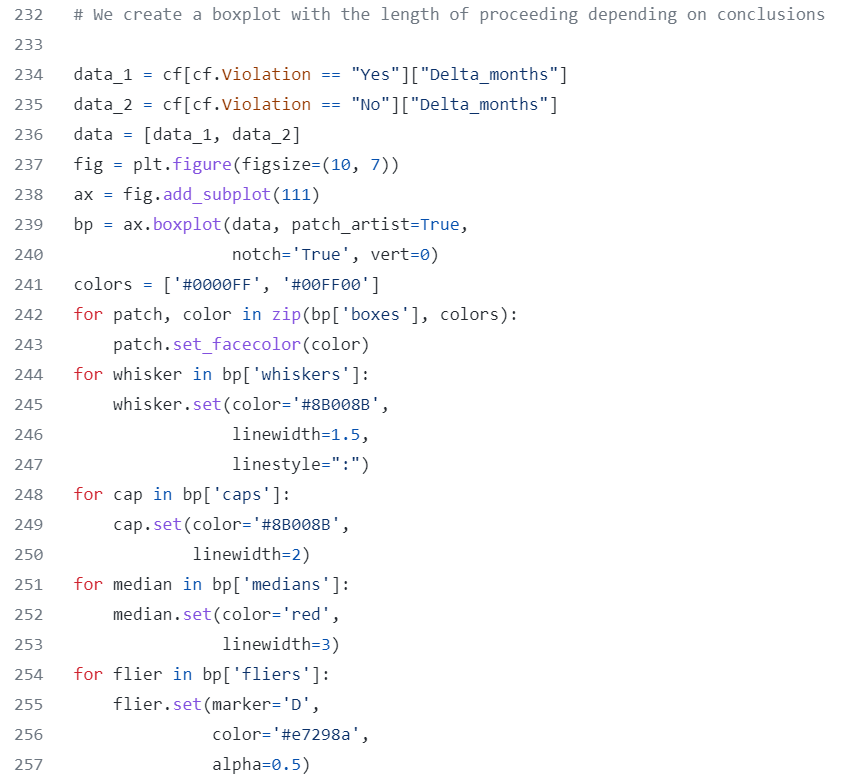 232 # We create a boxplot with the length of proceeding depending on conclusions
233
234 data_1 = cf[cf.Violation == "Yes"]["Delta_months"]
235 data_2 = cf[cf.Violation == "No"]["Delta_months"]
236 data = [data_1, data_2]
237 fig = plt.figure(figsize=(10, 7))
238 ax = fig.add_subplot(111)
239 bp = ax.boxplot(data, patch_artist=True,
240                 notch='True', vert=0)
241 colors = ['#0000FF', '#00FF00']
242 for patch, color in zip(bp['boxes'], colors):
243     patch.set_facecolor(color)
244 for whisker in bp['whiskers']:
245     whisker.set(color='#8B008B',
246                 linewidth=1.5,
247                 linestyle=":")
248 for cap in bp['caps']:
249     cap.set(color='#8B008B',
250             linewidth=2)
251 for median in bp['medians']:
252     median.set(color='red',
253                linewidth=3)
254 for flier in bp['fliers']:
255     flier.set(marker='D',
256               color='#e7298a',
257               alpha=0.5)